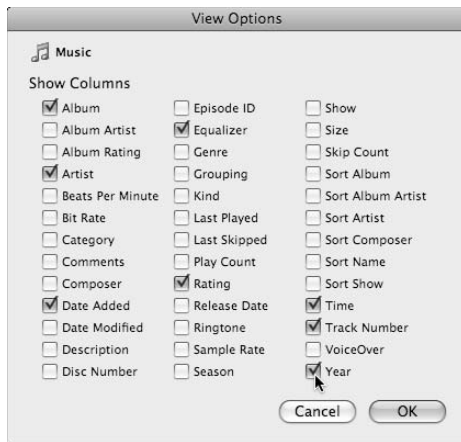 View Options
Music
Show Columns
Album
Album Artist
Album Rating
Artist
Beats Per Minute
Bit Rate
Category
Comments
Composer
Date Added
Date Modified
Description
Disc Number
Episode ID
Equalizer
Genre
Grouping
Kind
Last Played
Last Skipped
Play Count
Rating
Release Date
Ringtone
Sample Rate
Season
Show
Size
Skip Count
Sort Album
Sort Album Artist
Sort Artist
Sort Composer
Sort Name
Sort Show
Time
Track Number
VoiceOver
Year
Cancel
OK